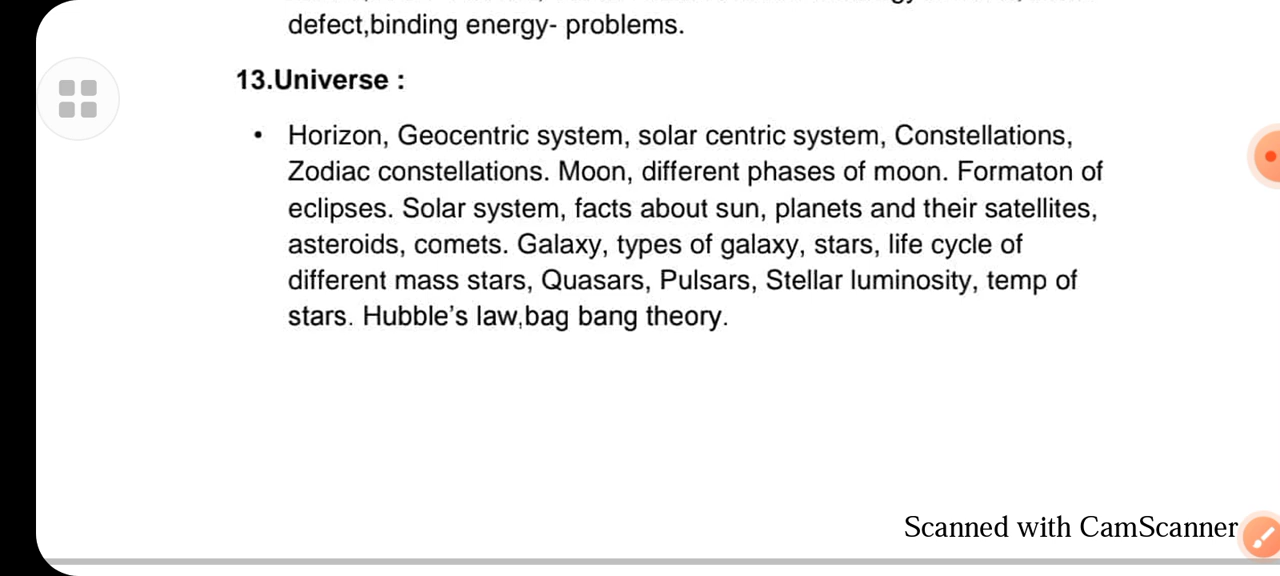 defect,binding energy- problems.
13.Universe :
• Horizon, Geocentric system, solar centric system, Constellations,
Zodiac constellations. Moon, different phases of moon. Formaton of
eclipses. Solar system, facts about sun, planets and their satellites,
asteroids, comets. Galaxy, types of galaxy, stars, life cycle of
different mass stars, Quasars, Pulsars, Stellar luminosity, temp of
stars. Hubble's law,bag bang theory.
Scanned with CamScanner